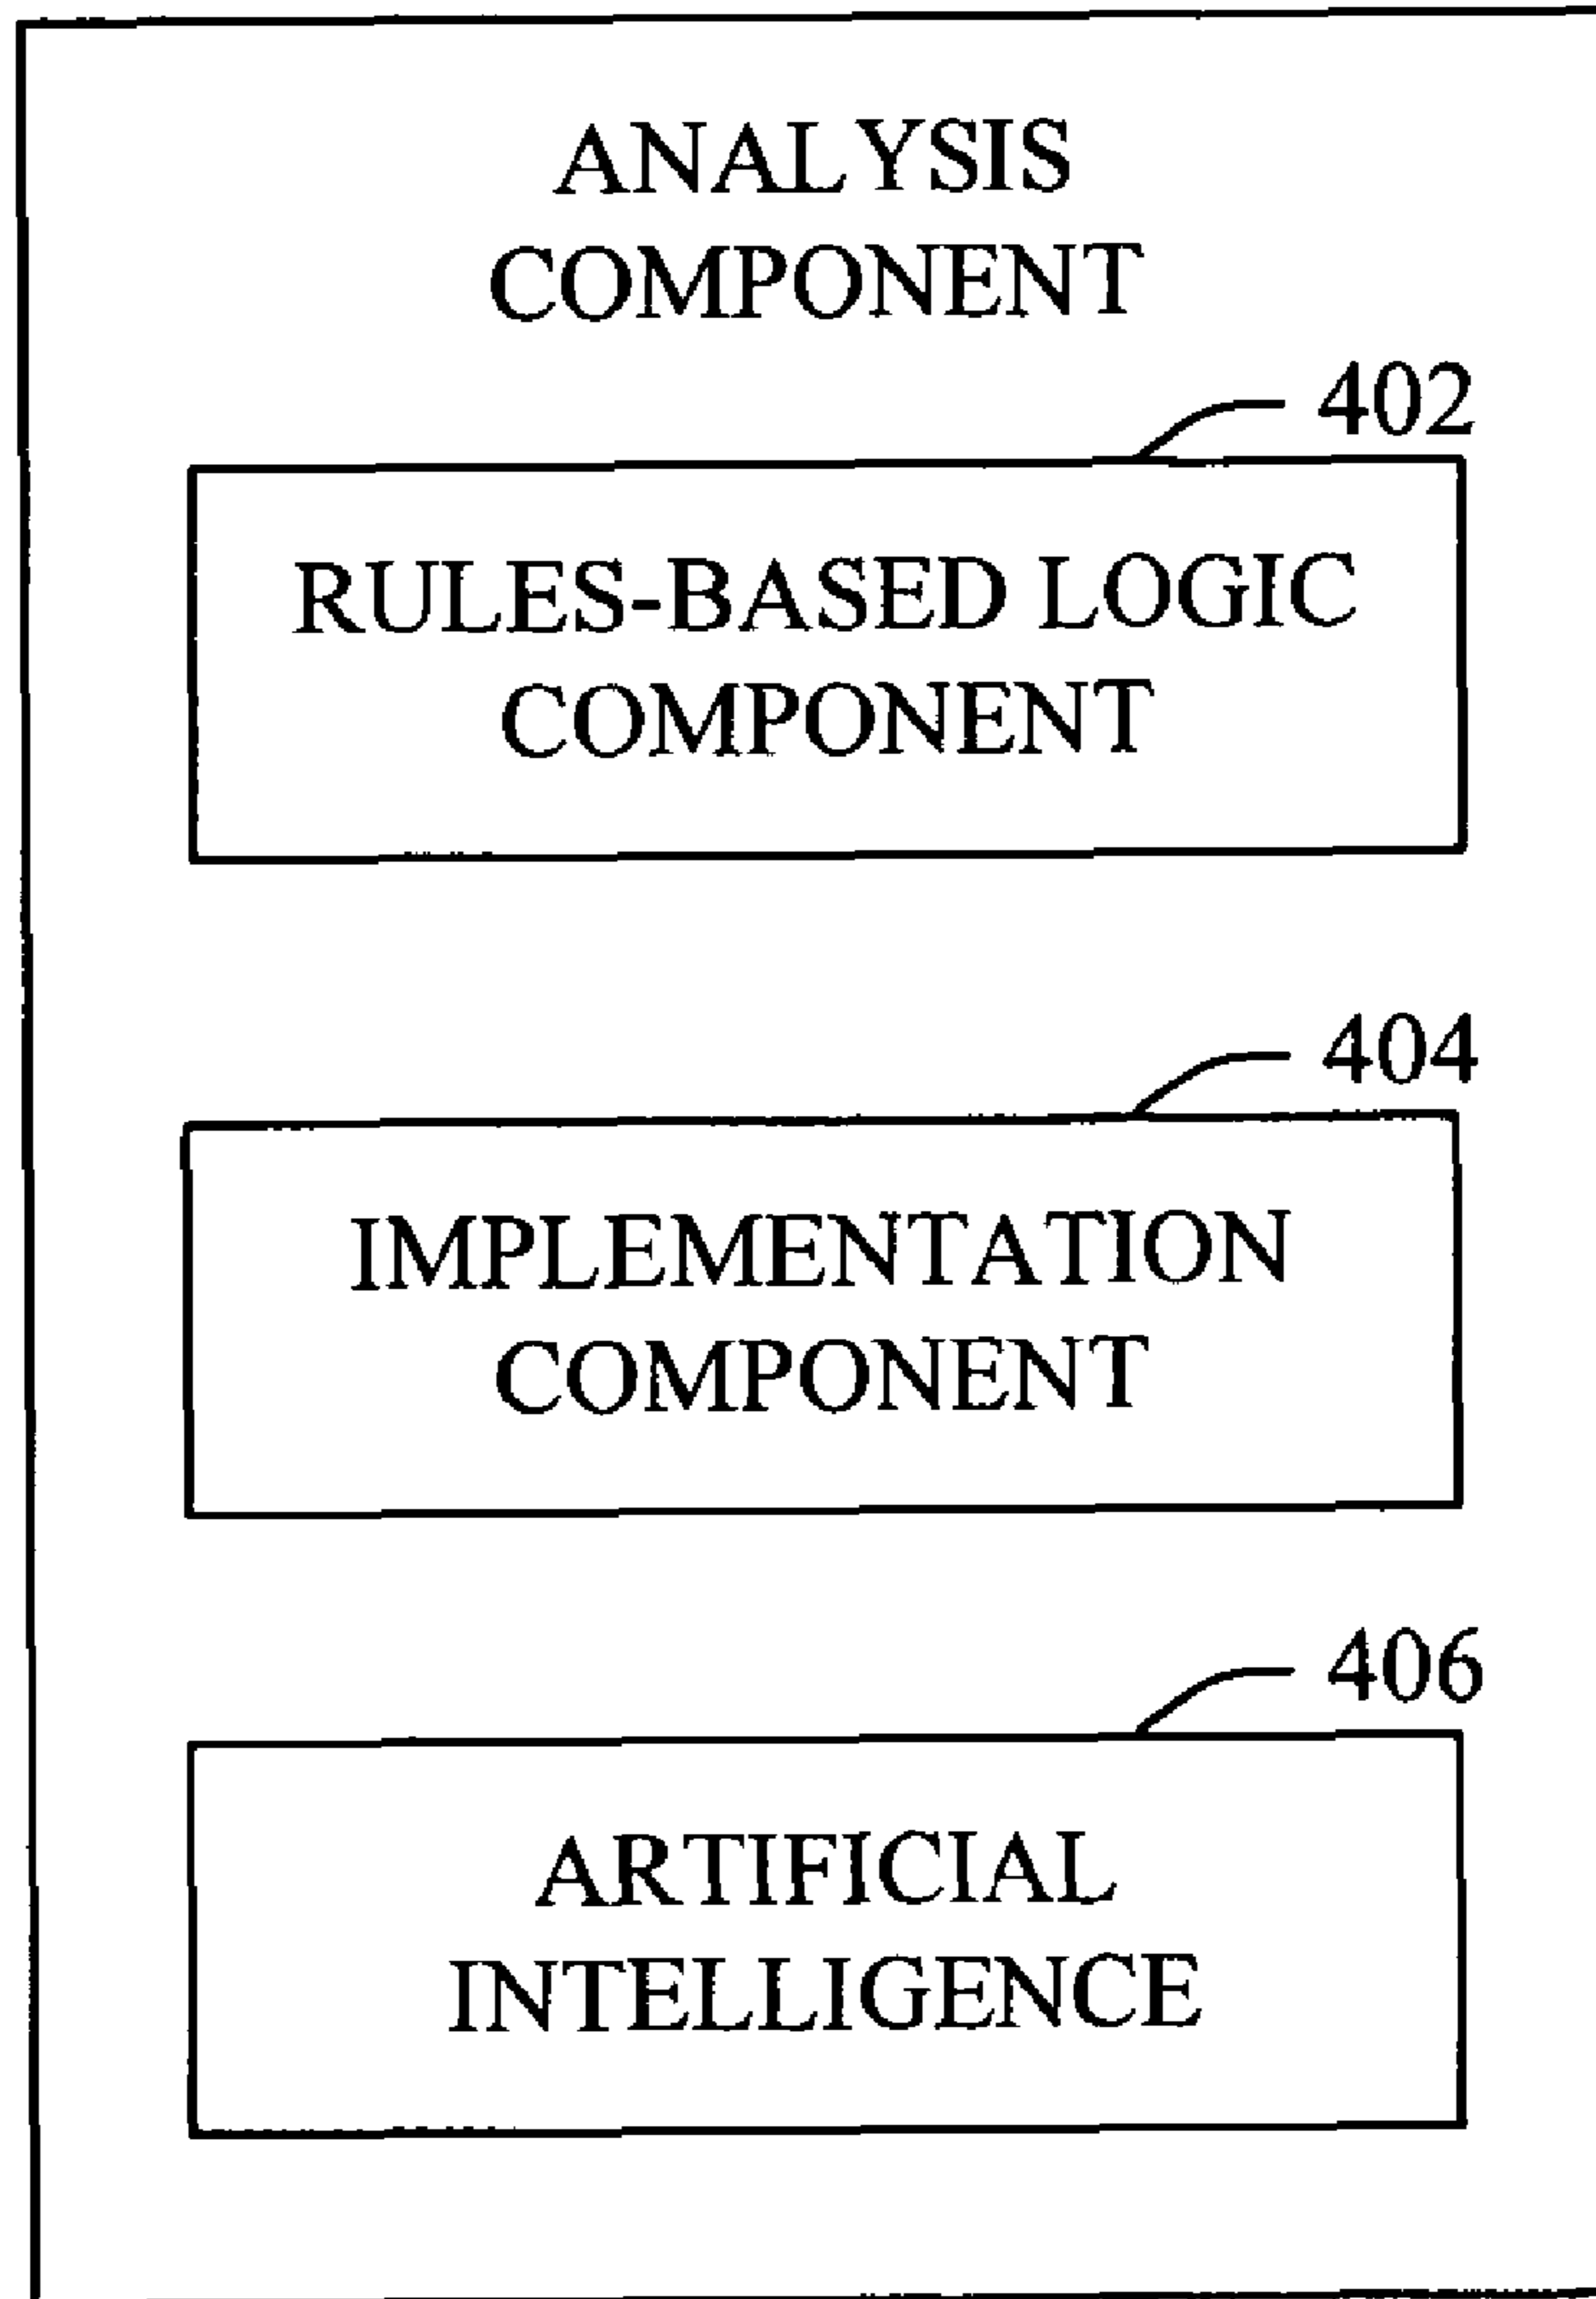 ANALYSIS
COMPONENT
402
RULES-BASED LOGIC
COMPONENT
404
IMPLEMENTATION
COMPONENT
406
ARTIFICIAL
INTELLIGENCE